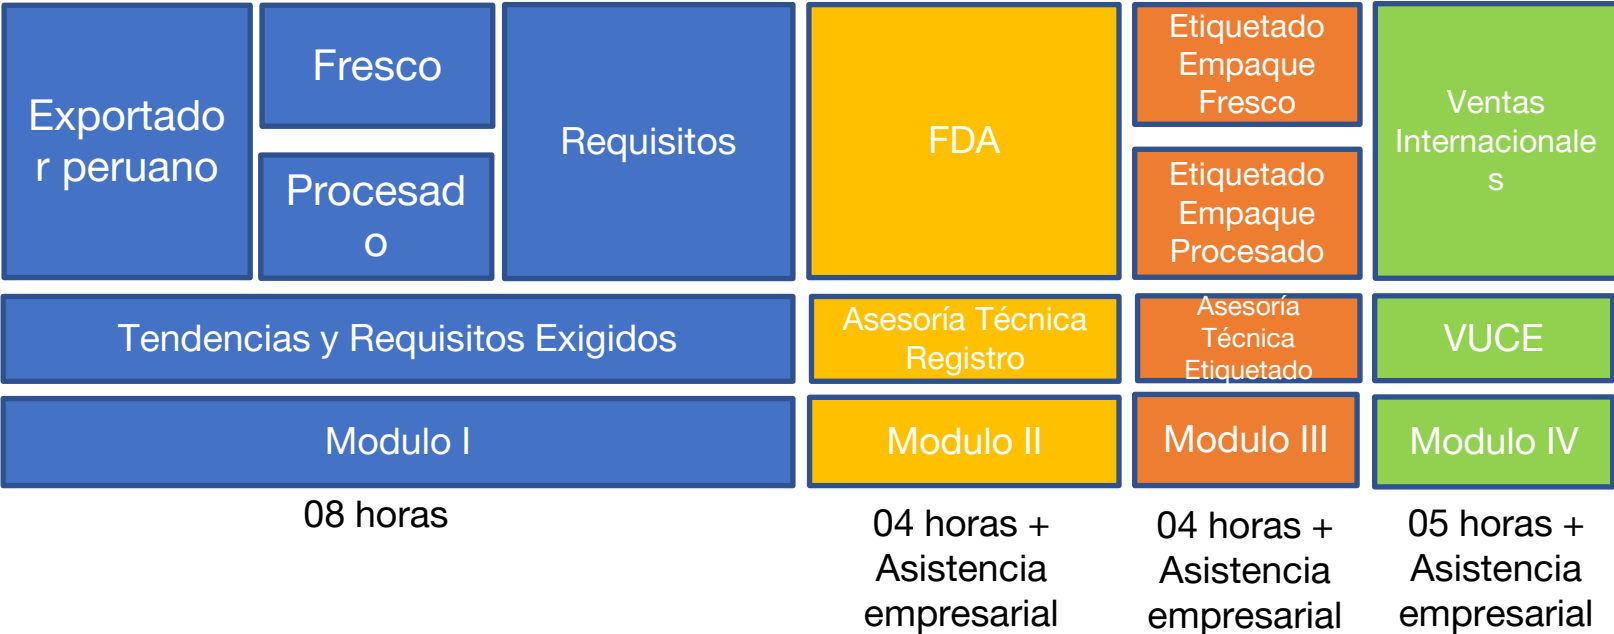 Exportado
r peruano
Fresco
Procesad
o
Requisitos
FDA
Etiquetado
Empaque
Fresco
Etiquetado
Empaque
Procesado
Ventas
Internacionale
s
Tendencias y Requisitos Exigidos
Asesoría Técnica
Registro
Asesoría
Técnica
Etiquetado
VUCE
Modulo I
Modulo II
Modulo III
Modulo IV
08 horas
04 horas +
Asistencia
empresarial
04 horas +
Asistencia
empresarial
05 horas +
Asistencia
empresarial